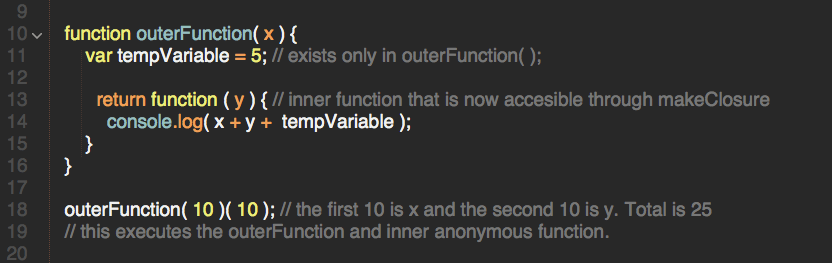 9
10 function outerFunction( x ) {
11 var tempVariable = 5; // exists only in outerFunction( );
12
13 return function ( y ) { // inner function that is now accesible through makeClosure
14 console.log( x + y + tempVariable );
15 }
16 }
17
18 outerFunction( 10 )( 10 ); // the first 10 is x and the second 10 is y. Total is 25
19 // this executes the outerFunction and inner anonymous function.
20